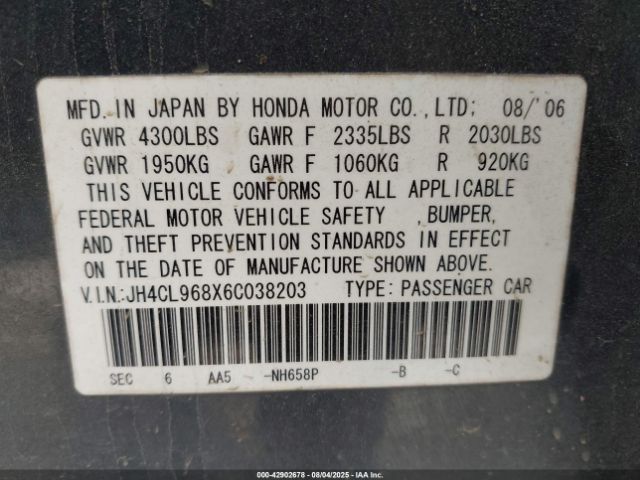 MFD. IN JAPAN BY HONDA MOTOR CO.,LTD; 08/'06
GVWR 4300LBS GAWR F 2335LBS R 2030LBS
GVWR 1950KG GAWR F 1060KG R 920KG
THIS VEHICLE CONFORMS TO ALL APPLICABLE
FEDERAL MOTOR VEHICLE SAFETY ,BUMPER,
AND THEFT PREVENTION STANDARDS IN EFFECT
ON THE DATE OF MANUFACTURE SHOWN ABOVE.
V.I.N.:JH4CL968X6C038203 TYPE: PASSENGER CAR
SEC 6 AA5 -NH658P -B -C
000-42902678 - 08/04/2025 - IAA Inc.